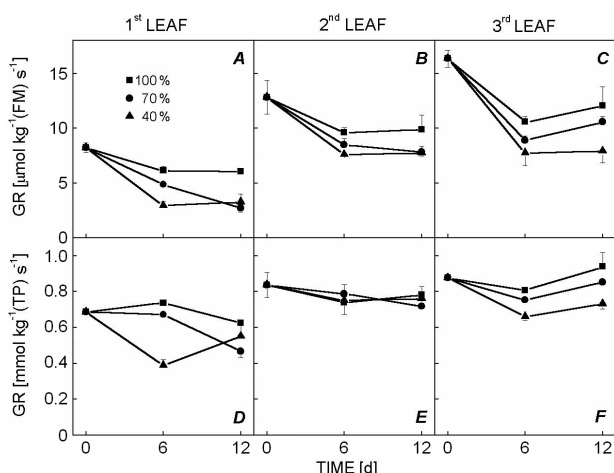 1st LEAF 2nd LEAF 3rd LEAF
A B C
100 %
70 %
40 %
GR [µmol kg-1(FM) s-1]
15
10
5
0
D E F
GR [mmol kg-1(TP) s-1]
1.0
0.8
0.6
0.4
0.2
0.0
0 6 12 0 6 12 0 6 12
TIME [d]